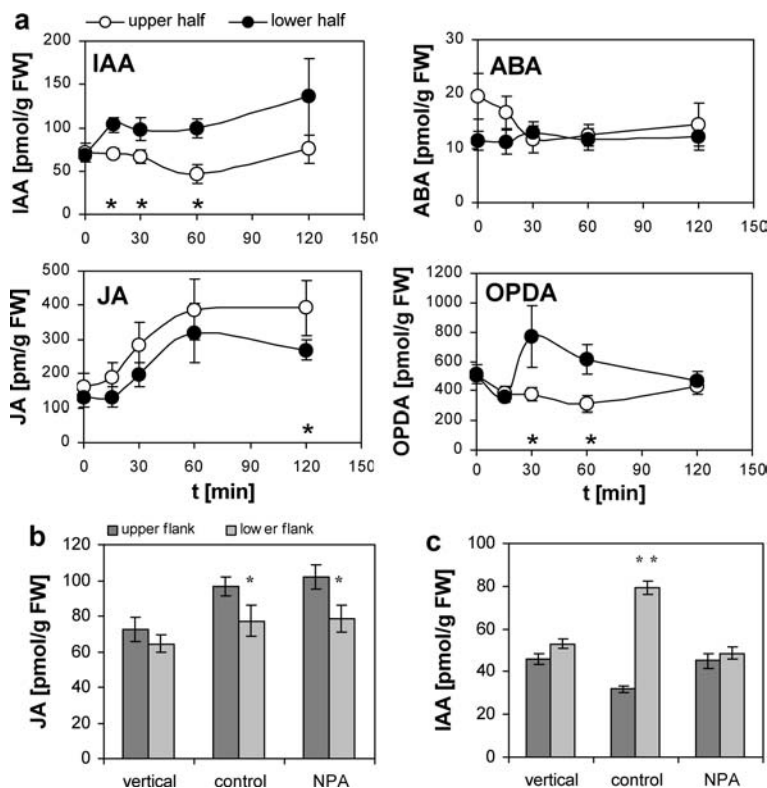 a
upper half lower half
IAA
IAA [pmol/g FW]
200
150
100
50
0
* * *
0 30 60 90 120 150
ABA
ABA [pmol/g FW]
30
20
10
0
0 30 60 90 120 150
JA
JA [pm/g FW]
500
400
300
200
100
0
*
0 30 60 90 120 150
t [min]
OPDA
OPDA [pmol/g FW]
1200
1000
800
600
400
200
0
* *
0 30 60 90 120 150
t [min]
b
upper flank lower flank
JA [pmol/g FW]
120
100
80
60
40
20
0
* *
vertical control NPA
c
IAA [pmol/g FW]
100
80
60
40
20
0
* *
vertical control NPA